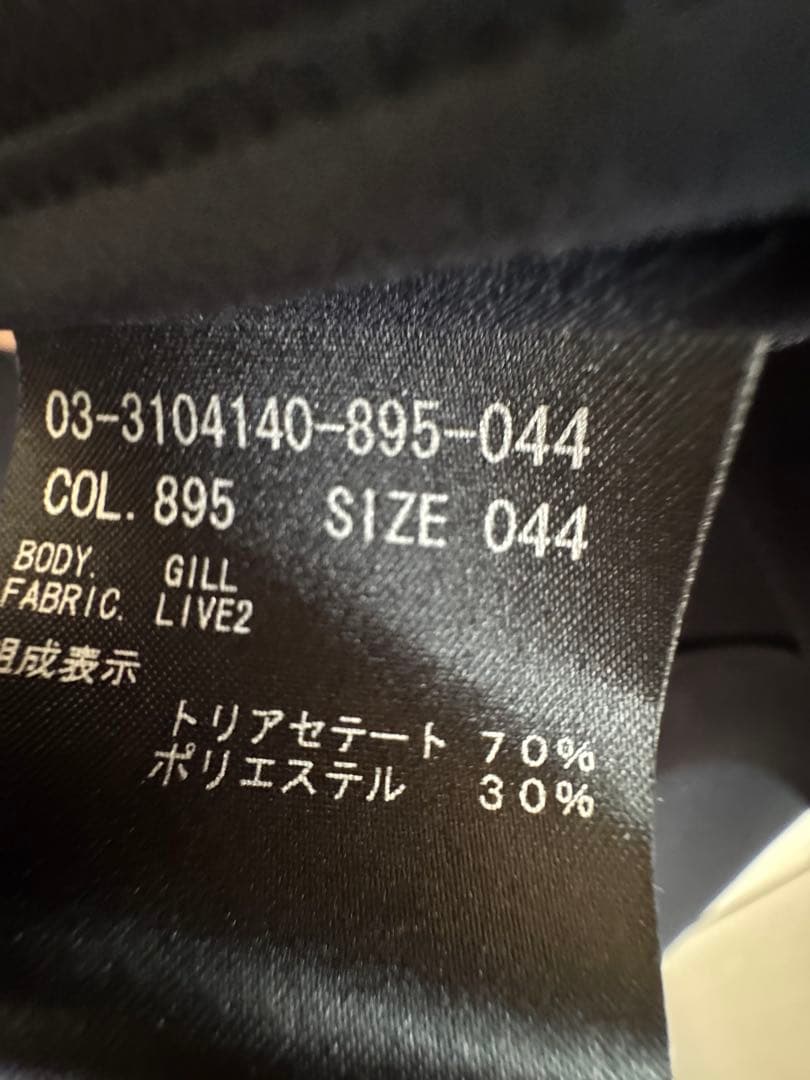 03-3104140-895-044
COL. 895 SIZE 044
BODY. GILL
FABRIC. LIVE2
組成表示
トリアセテート 70%
ポリエステル 30%